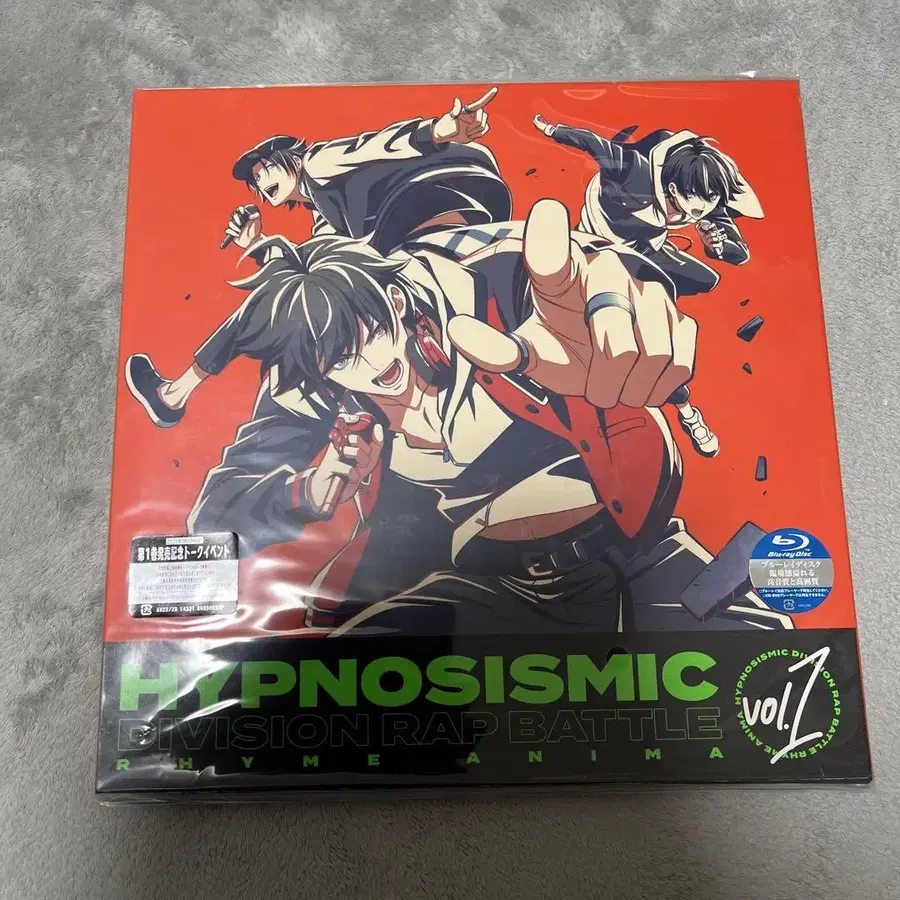 第1巻発売記念トークイベント
Blu-ray Disc
ブルーレイディスク
臨場感溢れる
高音質と高画質
HYPNOSISMIC
DIVISION RAP BATTLE
RHYME ANIMA
vol.1
HYPNOSISMIC DIVISION RAP BATTLE RHYME ANIMA